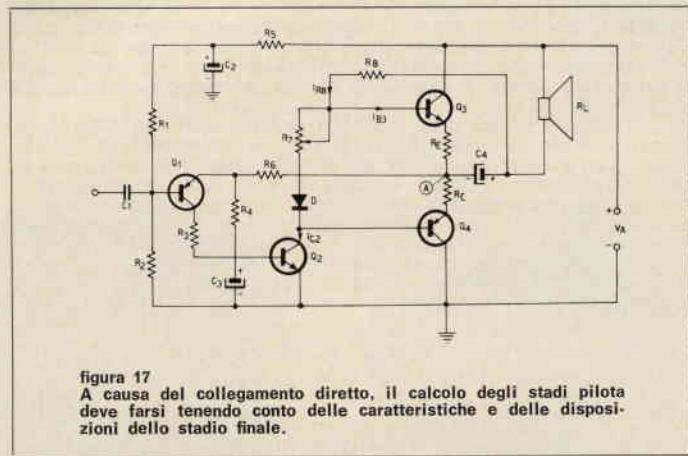 R5
C2
R8
iR8
R1
iB3
Q3
RL
R7
RE
C4
Q1
R6
A
C1
R4
D
RE
VA
R3
iC2
Q4
R2
C3
Q2
figura 17
A causa del collegamento diretto, il calcolo degli stadi pilota
deve farsi tenendo conto delle caratteristiche e delle disposi-
zioni dello stadio finale.